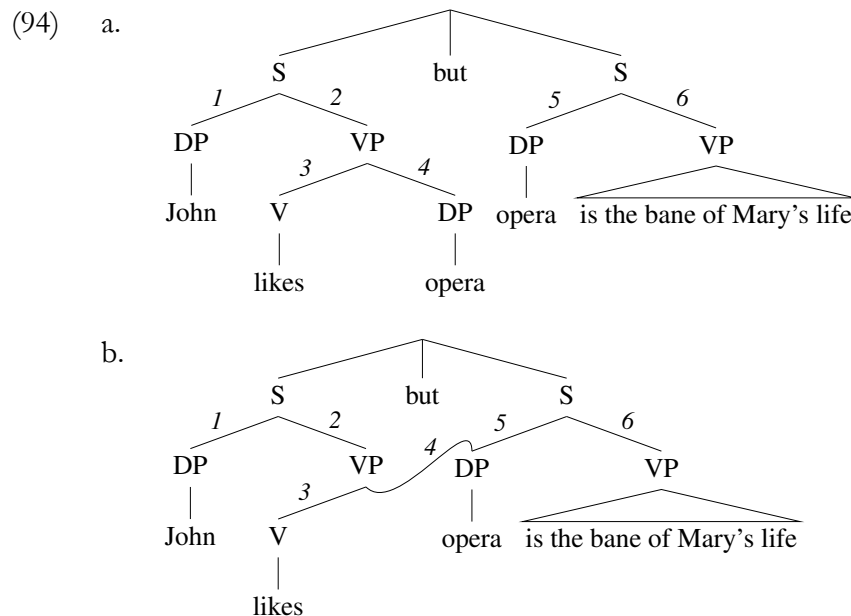 (94) a.
S but S
1 2 5 6
DP VP DP VP
3 4
John V DP opera is the bane of Mary's life
likes opera
b.
S but S
1 2 4 5 6
DP VP DP VP
3
John V opera is the bane of Mary's life
likes